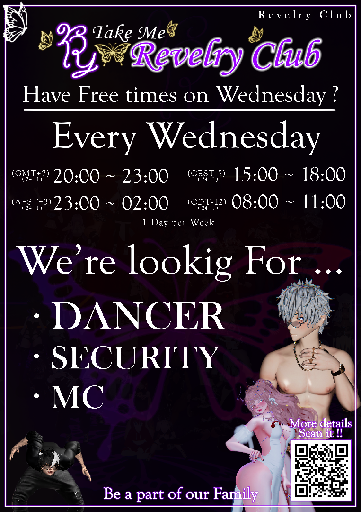 Revelry Club
Take Me
Revelry Club
Have Free times on Wednesday ?
Every Wednesday
20:00 ~ 23:00
15:00 ~ 18:00
23:00 ~ 02:00
08:00 ~ 11:00
1 Day per Week
We're lookig For ...
· DANCER
· SECURITY
· MC
More details
Scan it !!
Be a part of our Family